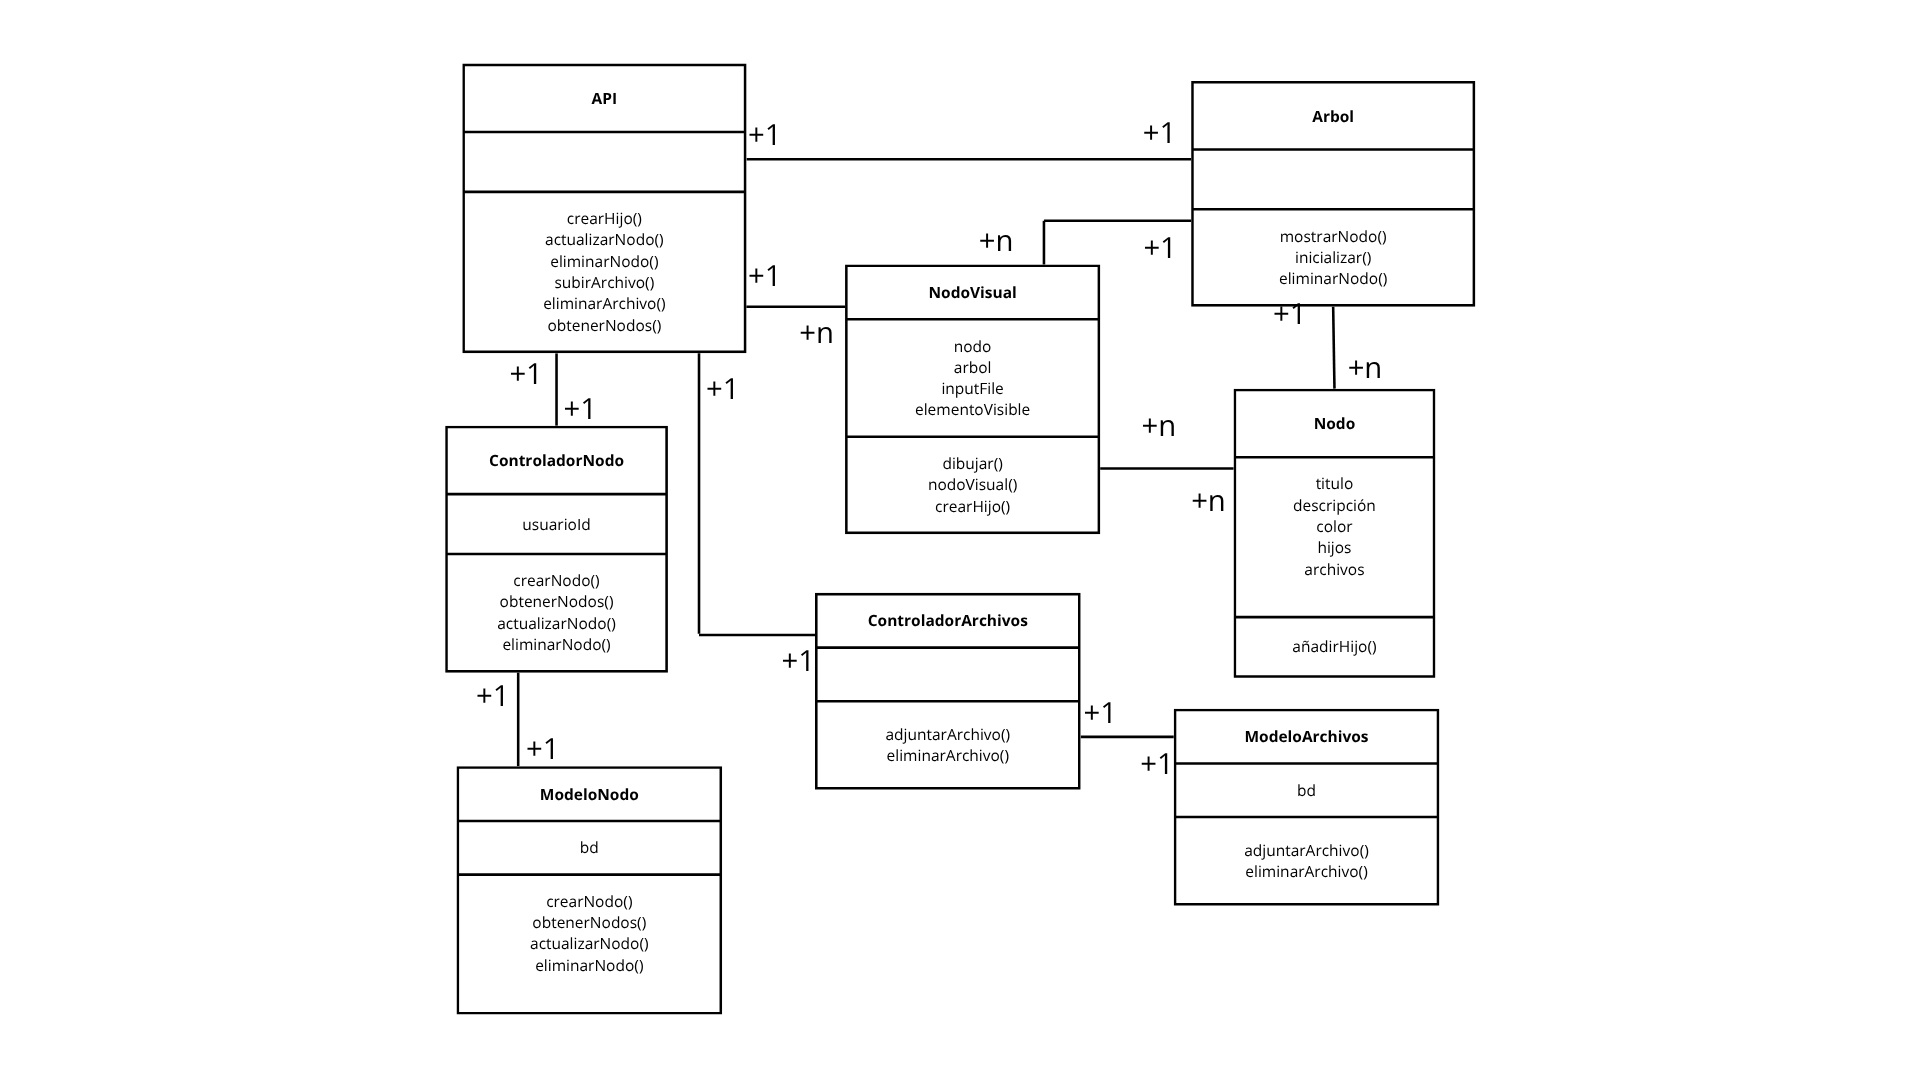 API
+1
crearHijo()
actualizarNodo()
eliminarNodo()
subirArchivo()
eliminarArchivo()
obtenerNodos()
+1
+1
+1
+1
Arbol
+1
+1
mostrarNodo()
inicializar()
eliminarNodo()
+1
+n
+n
NodoVisual
nodo
arbol
inputFile
elementoVisible
dibujar()
nodoVisual()
crearHijo()
+n
+n
+n
Nodo
titulo
descripción
color
hijos
archivos
añadirHijo()
ControladorNodo
usuarioId
crearNodo()
obtenerNodos()
actualizarNodo()
eliminarNodo()
+1
+1
ControladorArchivos
+1
adjuntarArchivo()
eliminarArchivo()
+1
+1
ModeloArchivos
bd
adjuntarArchivo()
eliminarArchivo()
ModeloNodo
bd
crearNodo()
obtenerNodos()
actualizarNodo()
eliminarNodo()